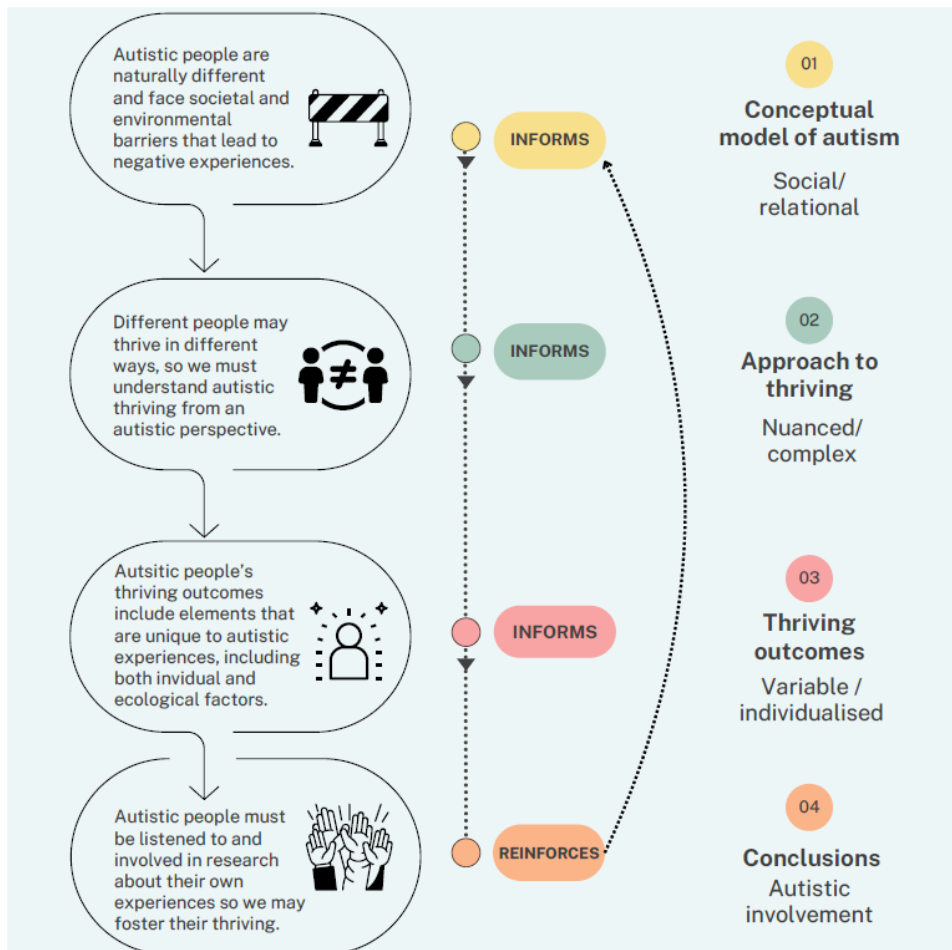 Autistic people are
naturally different
and face societal and
environmental
barriers that lead to
negative experiences.
INFORMS
01
Conceptual
model of autism
Social/
relational
Different people may
thrive in different
ways, so we must
understand autistic
thriving from an
autistic perspective.
INFORMS
02
Approach to
thriving
Nuanced/
complex
Autsitic people's
thriving outcomes
include elements that
are unique to autistic
experiences, including
both invidual and
ecological factors.
INFORMS
03
Thriving
outcomes
Variable /
individualised
Autistic people must
be listened to and
involved in research
about their own
experiences so we may
foster their thriving.
REINFORCES
04
Conclusions
Autistic
involvement